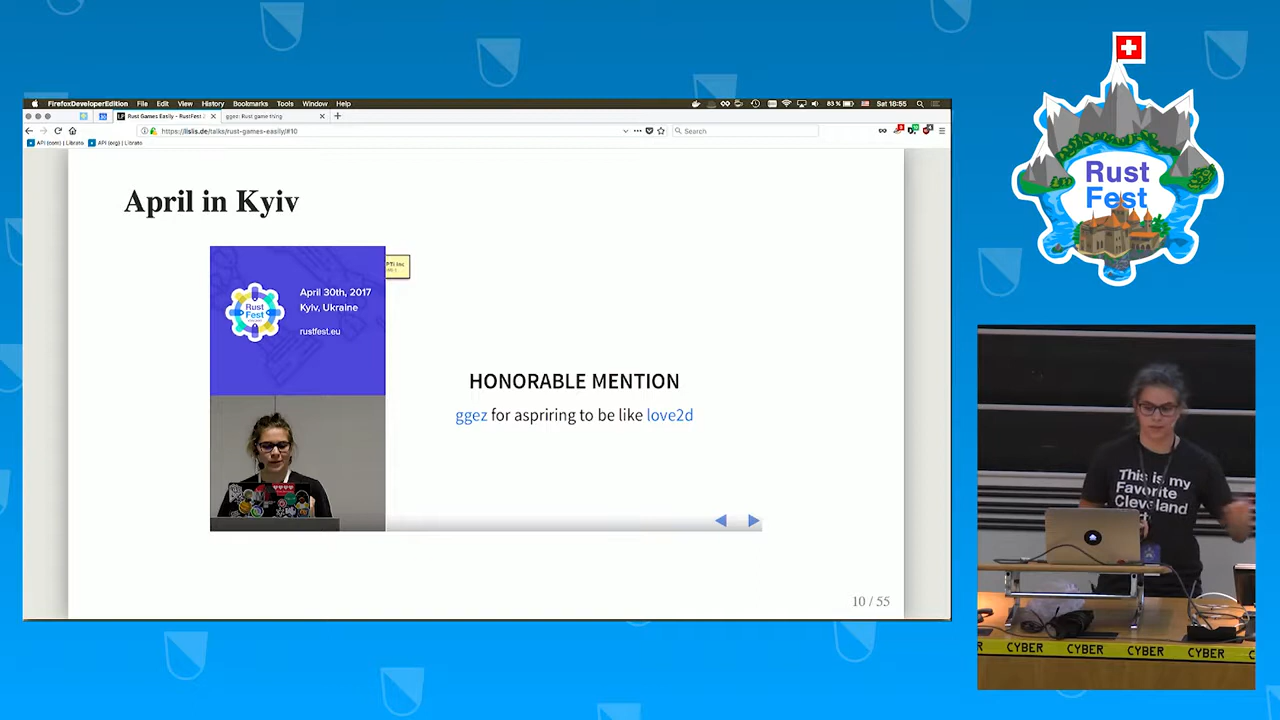 FirefoxDeveloperEdition File Edit View History Bookmarks Tools Window Help
83 % Sat 18:55
Rust Games Easily - RustFest
ggez: Rust game thing
https://lislis.de/talks/rust-games-easily/#10
Search
API (com) | Librato
API (org) | Librato
April in Kyiv
Rust
Fest
April 30th, 2017
Kyiv, Ukraine
rustfest.eu
HONORABLE MENTION
ggez for aspriring to be like love2d
10 / 55
Rust
Fest
This is my
Favorite
Cleveland
CYBER CYBER CYBER CYBER